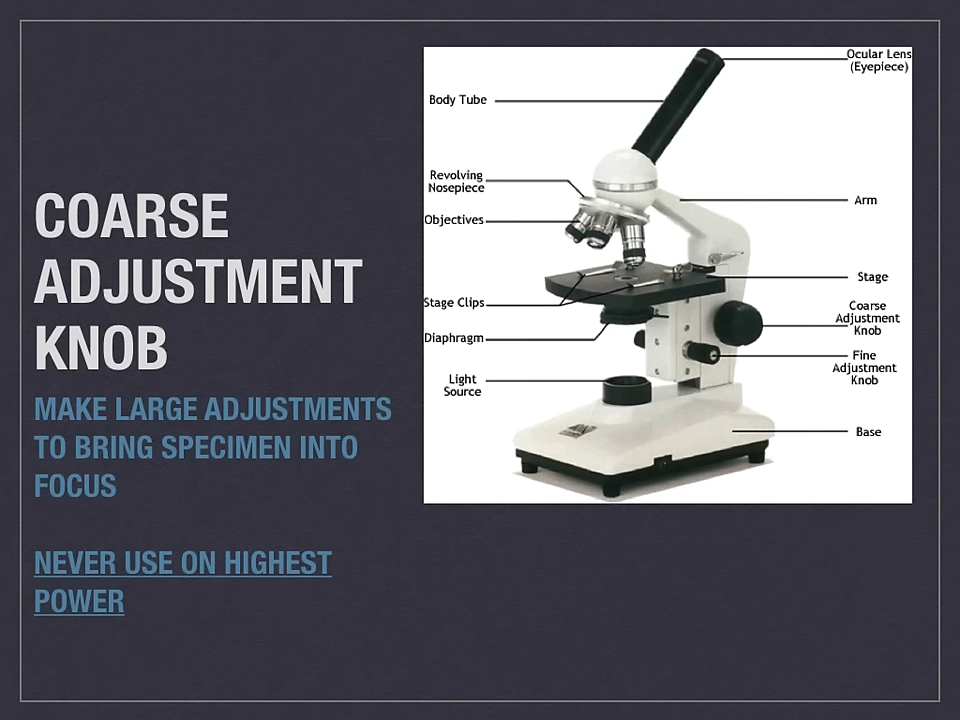 COARSE
ADJUSTMENT
KNOB
MAKE LARGE ADJUSTMENTS
TO BRING SPECIMEN INTO
FOCUS
NEVER USE ON HIGHEST
POWER
Ocular Lens
(Eyepiece)
Body Tube
Revolving
Nosepiece
Arm
Objectives
Stage
Stage Clips
Coarse
Adjustment
Knob
Diaphragm
Fine
Adjustment
Knob
Light
Source
Base